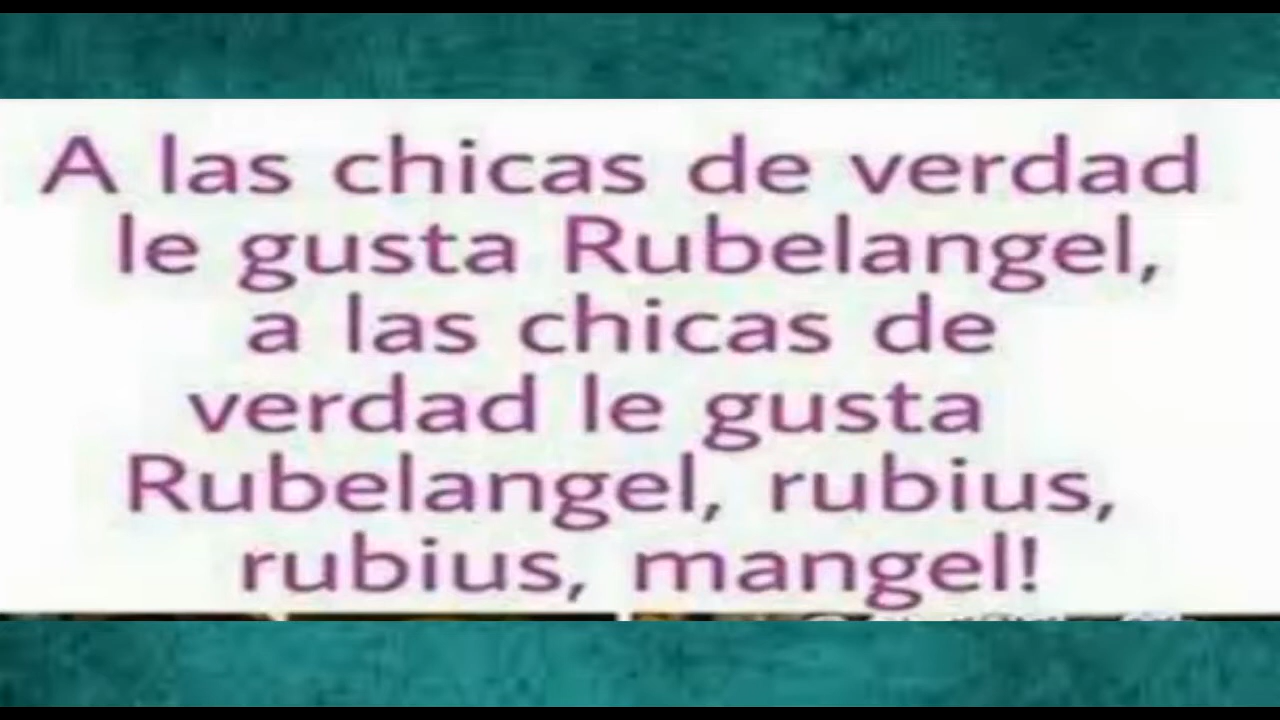 A las chicas de verdad
le gusta Rubelangel,
a las chicas de
verdad le gusta
Rubelangel, rubius,
rubius, mangel!